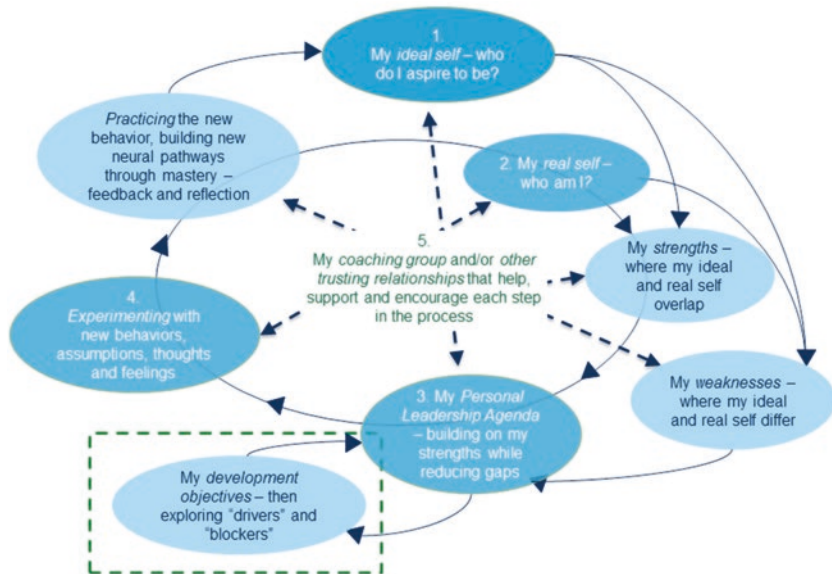 1.
My ideal self – who
do I aspire to be?
Practicing the new
behavior, building new
neural pathways
through mastery –
feedback and reflection
2. My real self –
who am I?
5.
My coaching group and/or other
trusting relationships that help,
support and encourage each step
in the process
My strengths –
where my ideal
and real self
overlap
4.
Experimenting with
new behaviors,
assumptions, thoughts
and feelings
My weaknesses –
where my ideal
and real self differ
3. My Personal
Leadership Agenda
– building on my
strengths while
reducing gaps
My development
objectives – then
exploring “drivers” and
“blockers”